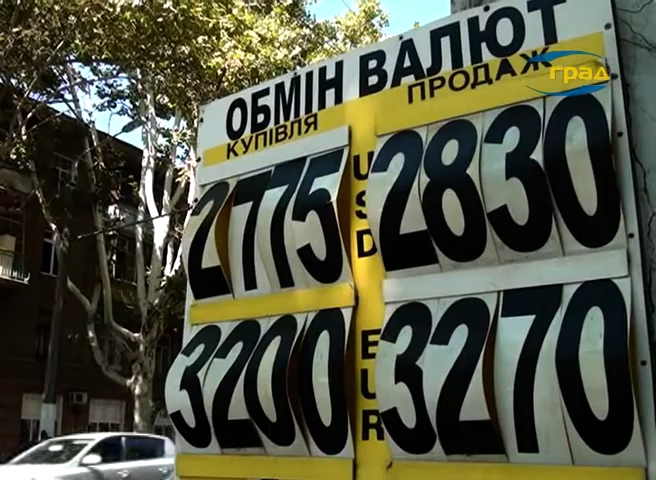 град
ОБМІН ВАЛЮТ
КУПІВЛЯ ПРОДАЖ
2775 USD 2830
3200 EUR 3270